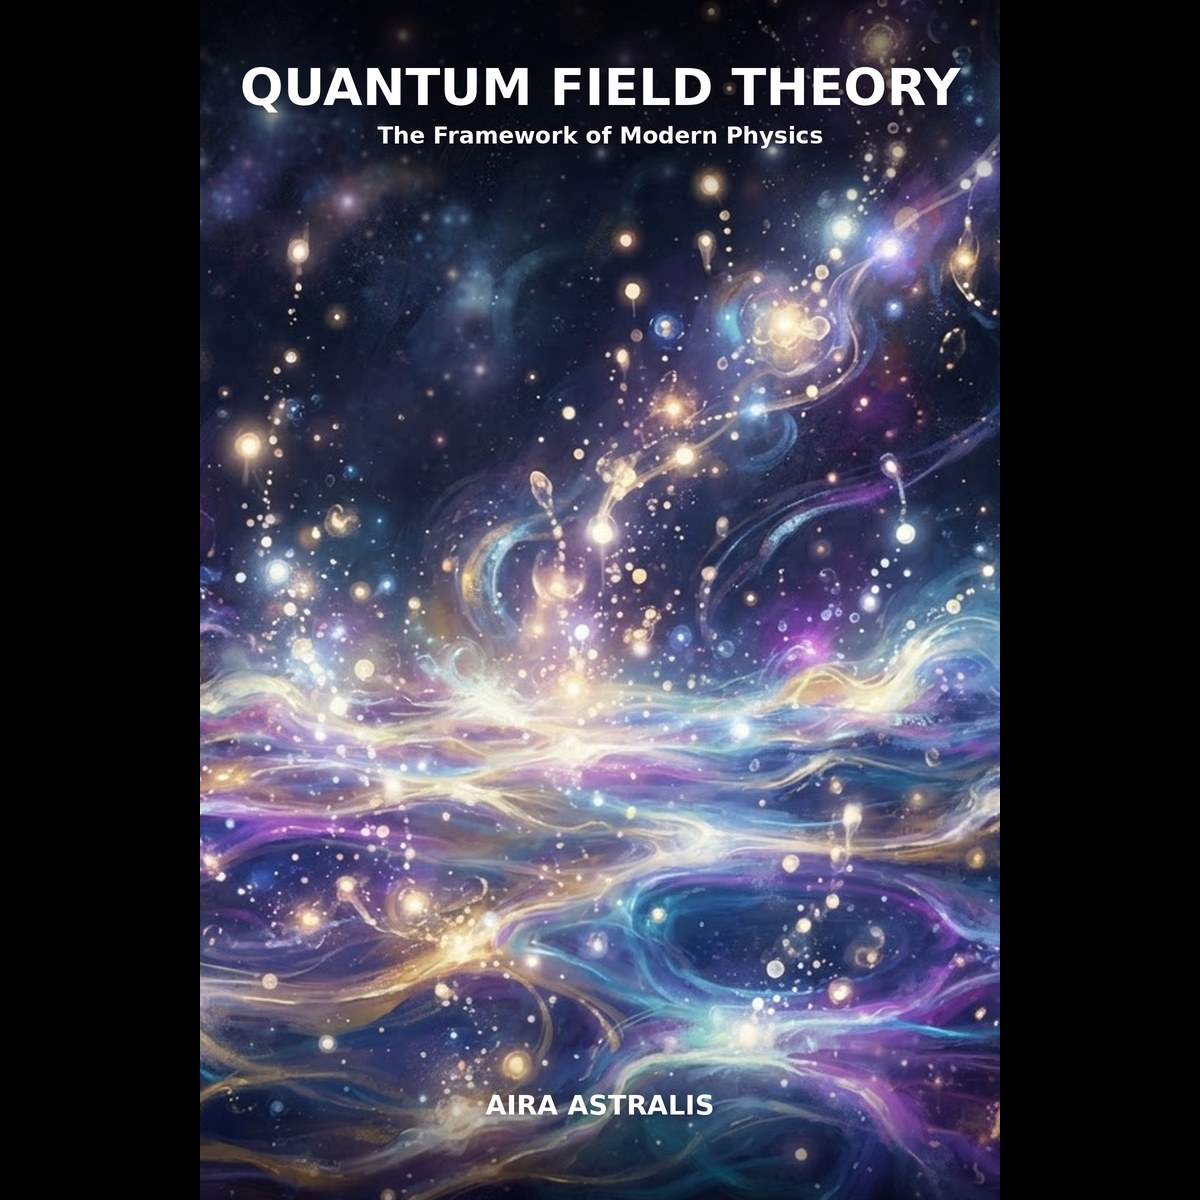 QUANTUM FIELD THEORY
The Framework of Modern Physics
AIRA ASTRALIS